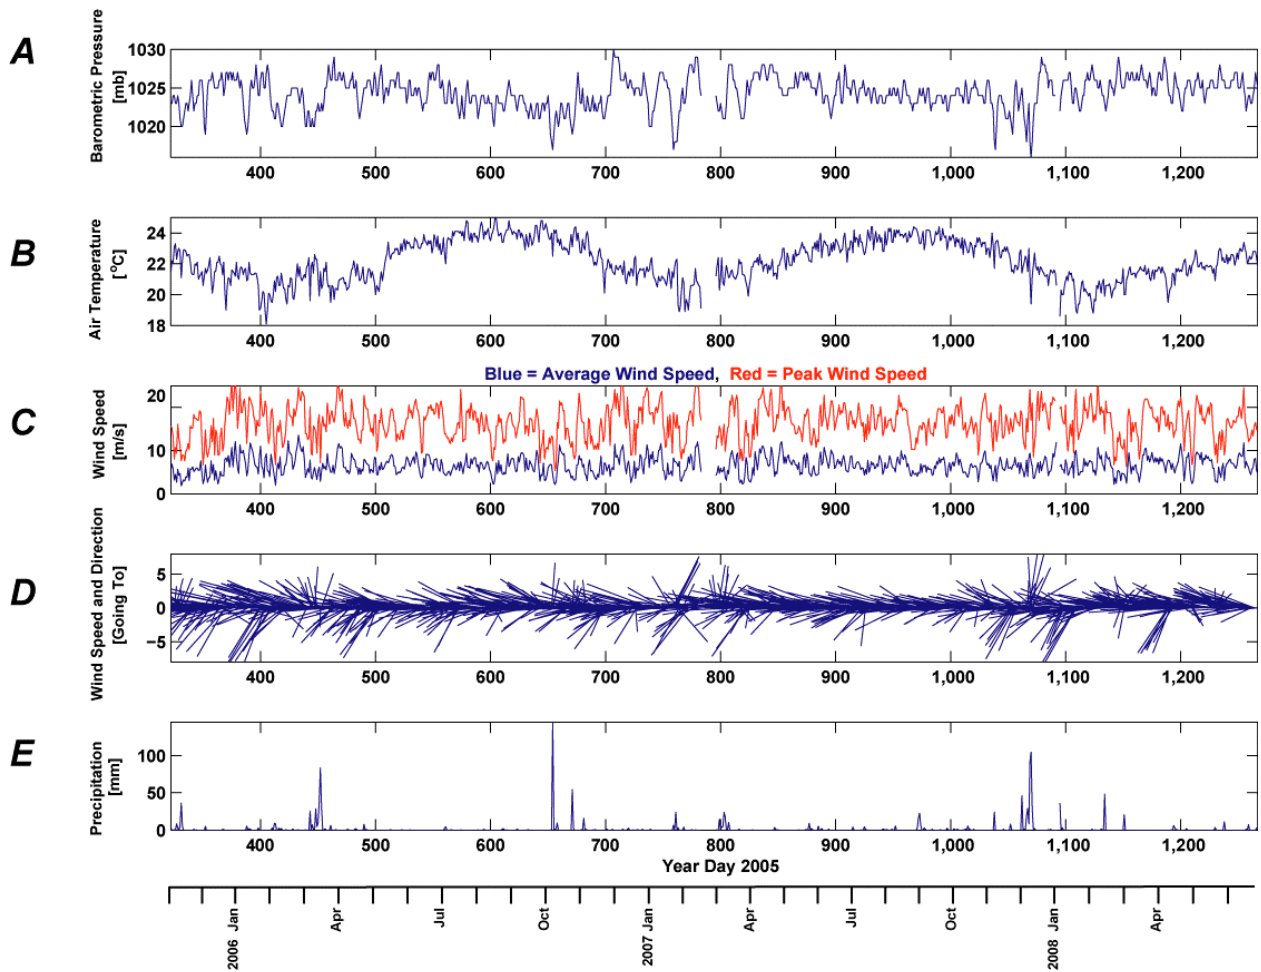 A
Barometric Pressure
[mb]
1030
1025
1020
400 500 600 700 800 900 1,000 1,100 1,200
B
Air Temperature
[°C]
24
22
20
18
400 500 600 700 800 900 1,000 1,100 1,200
Blue = Average Wind Speed, Red = Peak Wind Speed
C
Wind Speed
[m/s]
20
10
0
400 500 600 700 800 900 1,000 1,100 1,200
D
Wind Speed and Direction
[Going To]
5
0
−5
400 500 600 700 800 900 1,000 1,100 1,200
E
Precipitation
[mm]
100
50
0
400 500 600 700 800 900 1,000 1,100 1,200
Year Day 2005
2006 Jan Apr Jul Oct 2007 Jan Apr Jul Oct 2008 Jan Apr